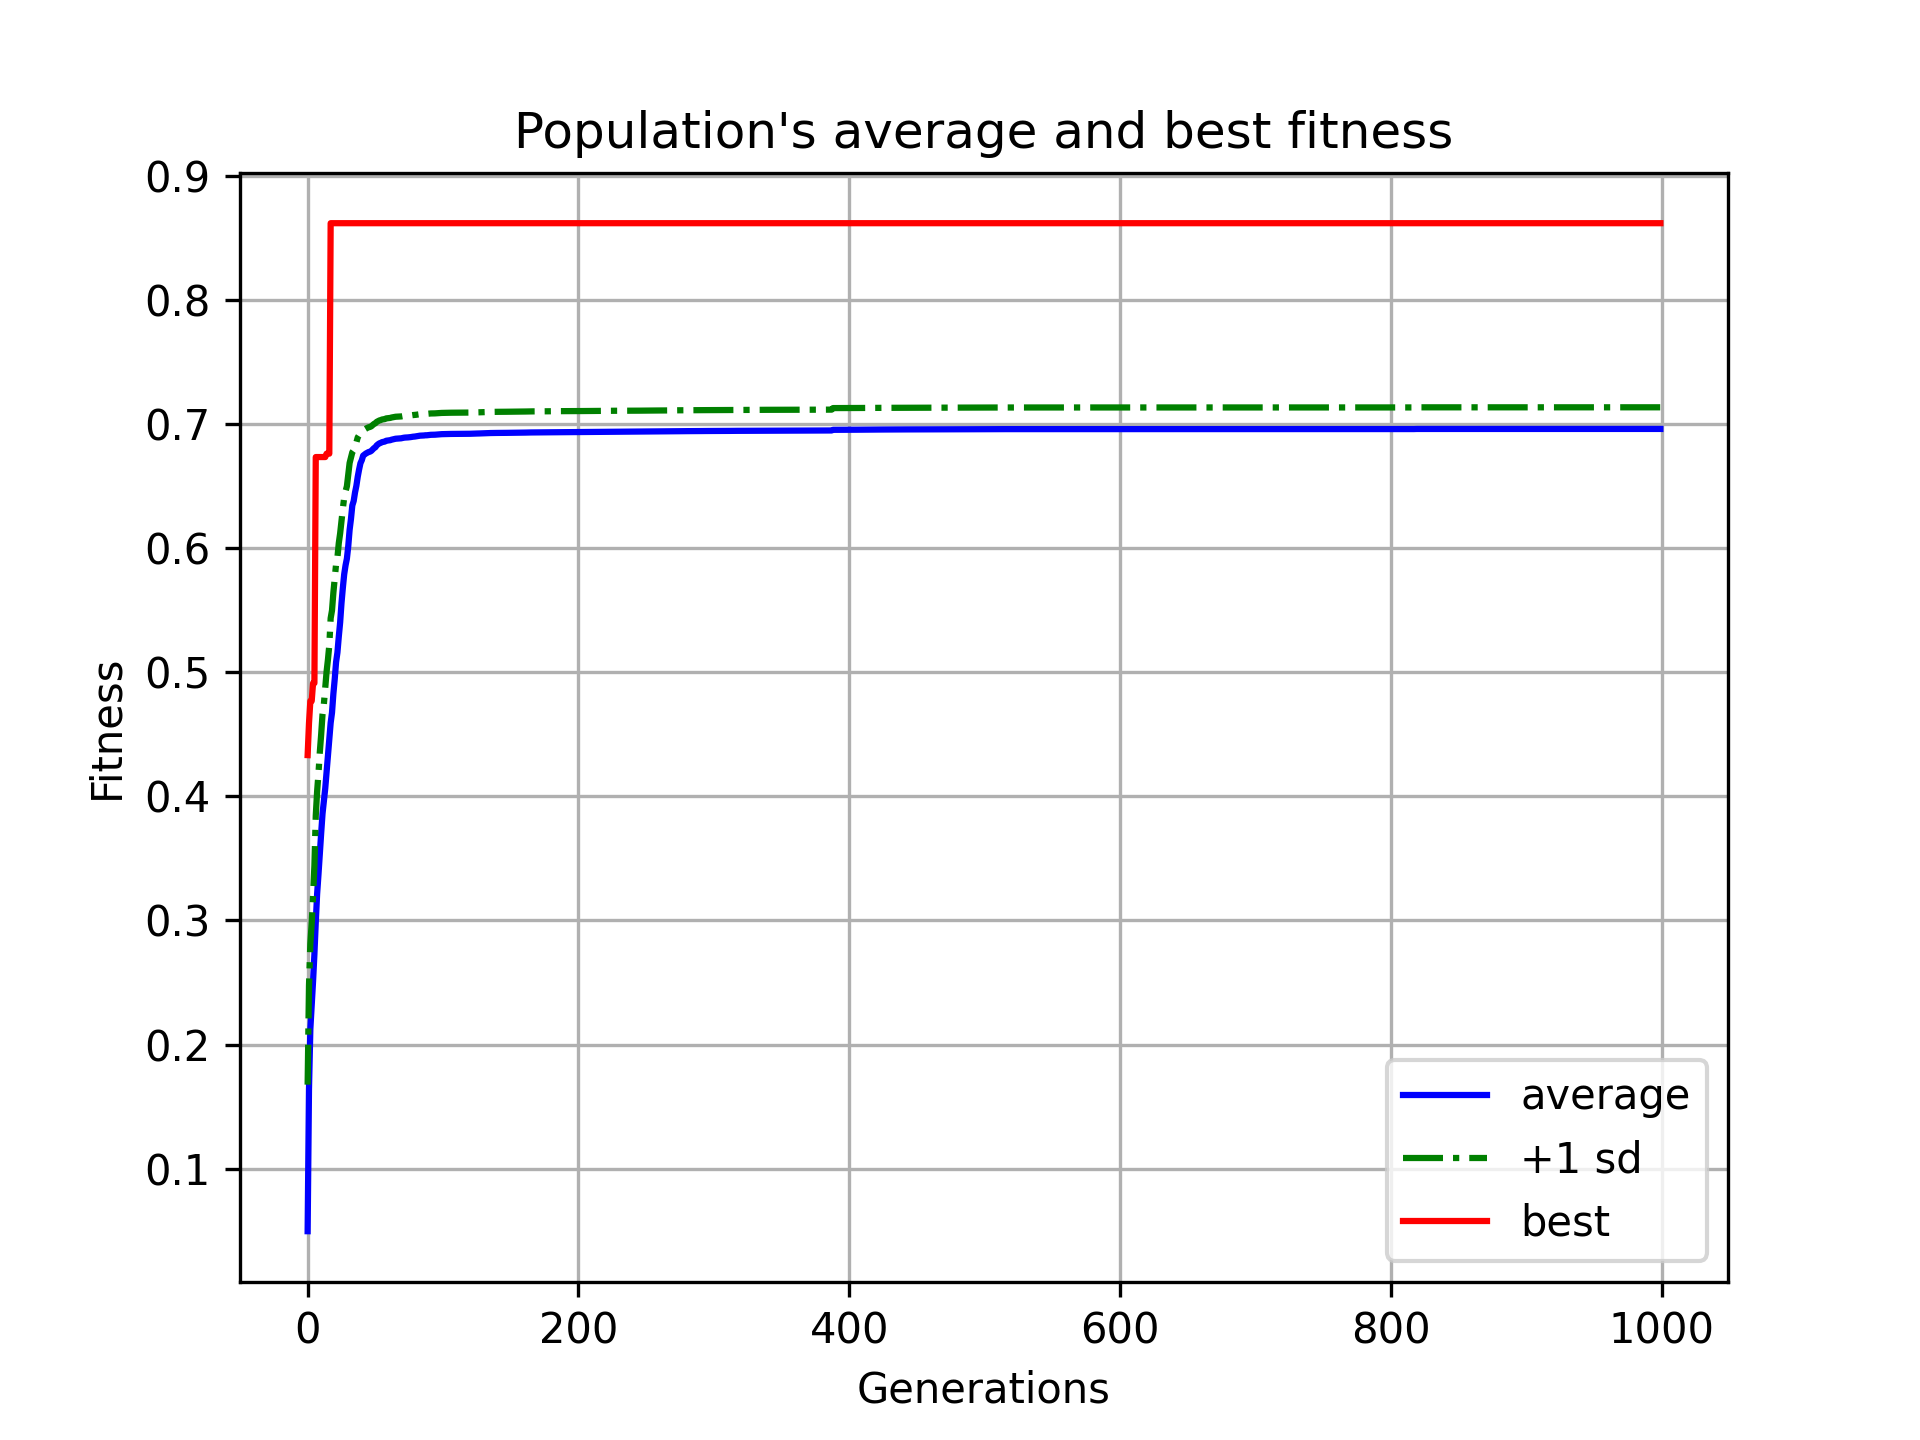 Population's average and best fitness
0.9
0.8
0.7
0.6
0.5
0.4
0.3
0.2
0.1
Fitness
average
+1 sd
best
0 200 400 600 800 1000
Generations